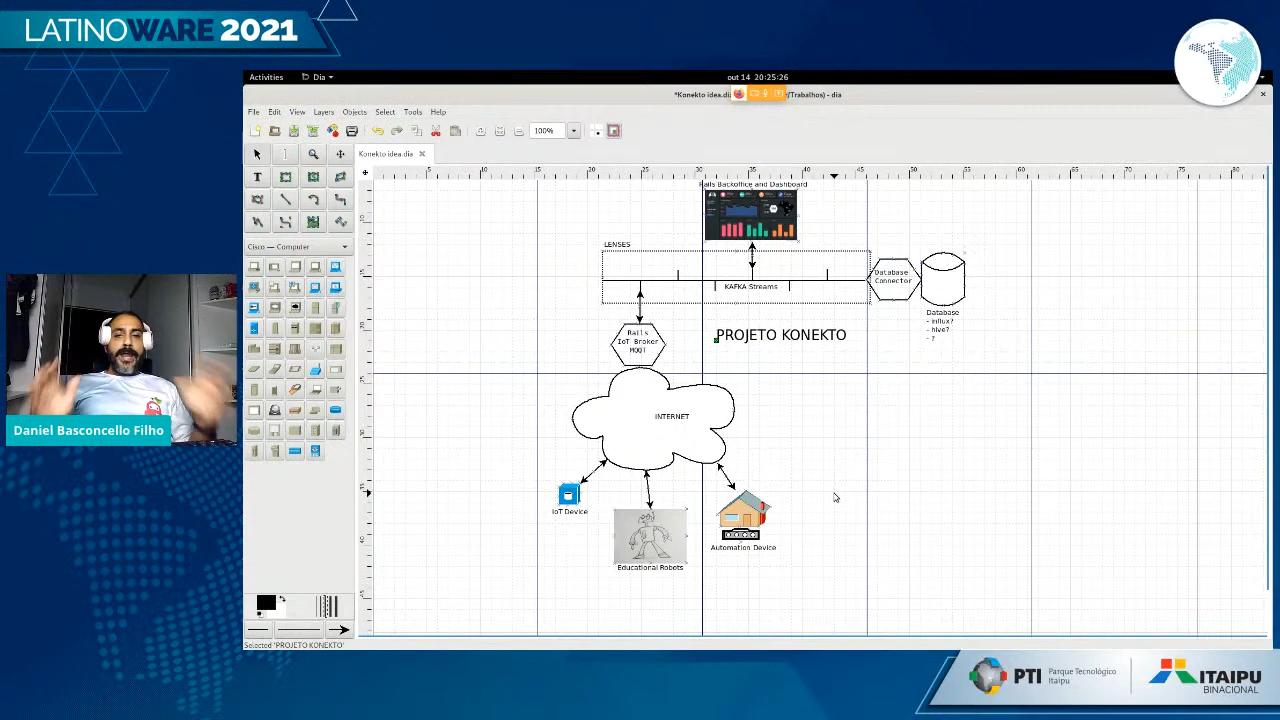 LATINOWARE 2021
Activities
Dia
out 14 20:25:26
*Konekto idea.dia
/Trabalhos) - dia
File Edit View Layers Objects Select Tools Help
100%
Konekto idea.dia
Cisco — Computer
Rails Backoffice and Dashboard
LENSES
KAFKA Streams
Database
Connector
Database
- influx?
- hive?
- ?
Rails
IoT Broker
MQQT
PROJETO KONEKTO
INTERNET
IoT Device
Educational Robots
Automation Device
Daniel Basconcello Filho
Selected 'PROJETO KONEKTO'
PTI
Parque Tecnológico
Itaipu
ITAIPU
BINACIONAL